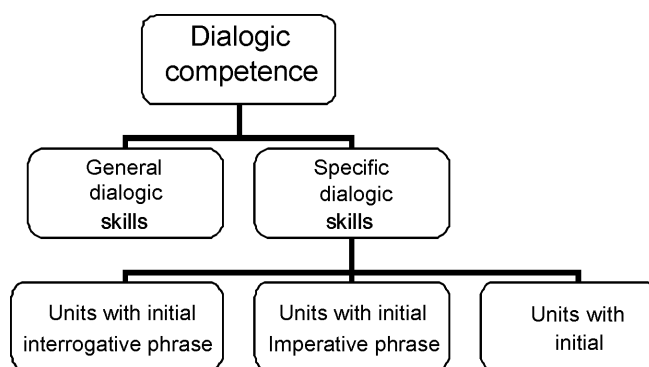 Dialogic
competence
General
dialogic
skills
Specific
dialogic
skills
Units with initial
interrogative phrase
Units with initial
Imperative phrase
Units with
initial